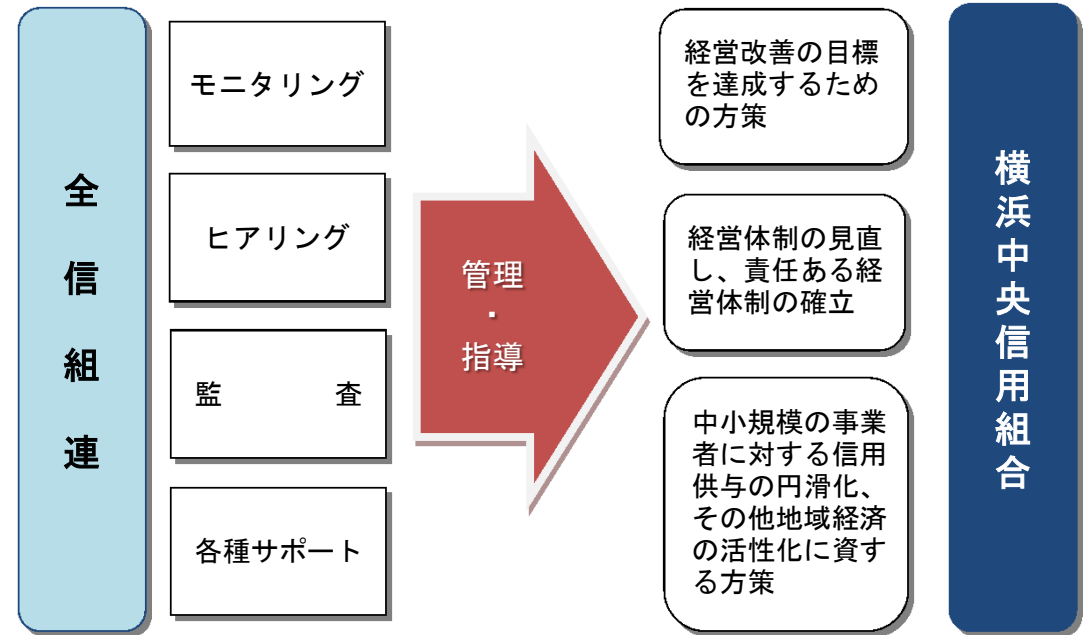 全信組連
モニタリング
ヒアリング
監　　　査
各種サポート
管理
・
指導
経営改善の目標
を達成するため
の方策
経営体制の見直
し、責任ある経
営体制の確立
中小規模の事業
者に対する信用
供与の円滑化、
その他地域経済
の活性化に資す
る方策
横浜中央信用組合